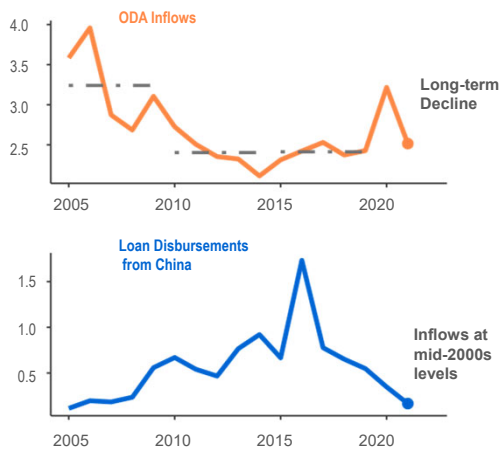 ODA Inflows
4.0
3.5
3.0
2.5
Long-term
Decline
2005
2010
2015
2020
Loan Disbursements
from China
1.5
1.0
0.5
Inflows at
mid-2000s
levels
2005
2010
2015
2020